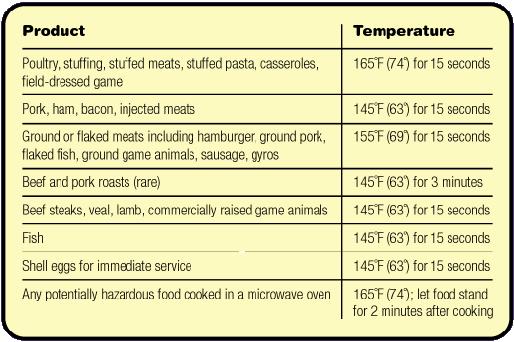 Product Temperature
Poultry, stuffing, stuffed meats, stuffed pasta, casseroles, 165°F (74°) for 15 seconds
field-dressed game
Pork, ham, bacon, injected meats 145°F (63°) for 15 seconds
Ground or flaked meats including hamburger, ground pork, 155°F (69°) for 15 seconds
flaked fish, ground game animals, sausage, gyros
Beef and pork roasts (rare) 145°F (63°) for 3 minutes
Beef steaks, veal, lamb, commercially raised game animals 145°F (63°) for 15 seconds
Fish 145°F (63°) for 15 seconds
Shell eggs for immediate service 145°F (63°) for 15 seconds
Any potentially hazardous food cooked in a microwave oven 165°F (74°); let food stand
for 2 minutes after cooking